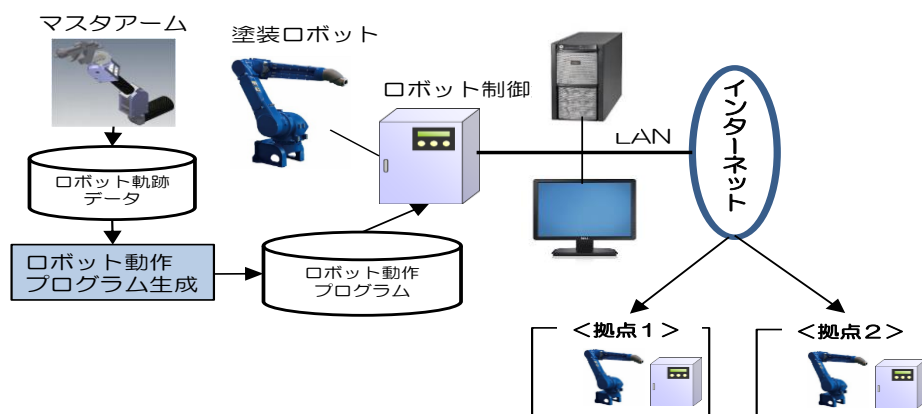 マスタアーム
塗装ロボット
ロボット制御
LAN
インターネット
ロボット軌跡
データ
ロボット動作
プログラム生成
ロボット動作
プログラム
＜拠点１＞
＜拠点２＞